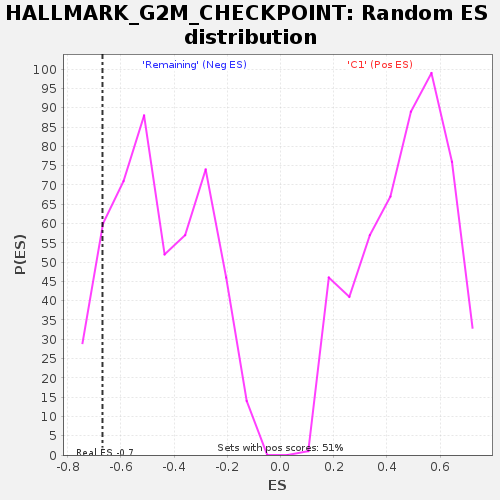 HALLMARK_G2M_CHECKPOINT: Random ES
distribution
'Remaining' (Neg ES)
'C1' (Pos ES)
100
95
90
85
80
75
70
65
60
55
50
45
40
35
30
25
20
15
10
5
0
P(ES)
Sets with pos scores: 51%
Real ES -0.7
-0.8 -0.6 -0.4 -0.2 0.0 0.2 0.4 0.6
ES